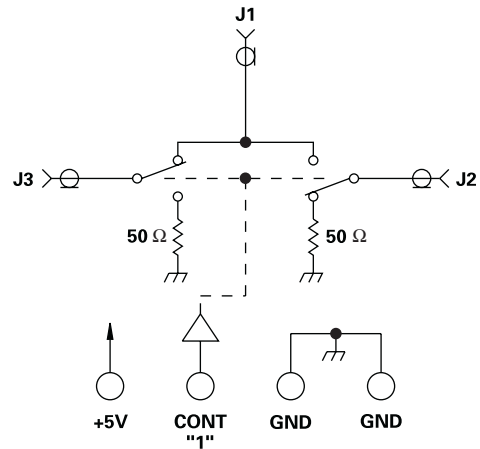 J1
J3
J2
50 Ω
50 Ω
+5V
CONT
"1"
GND
GND